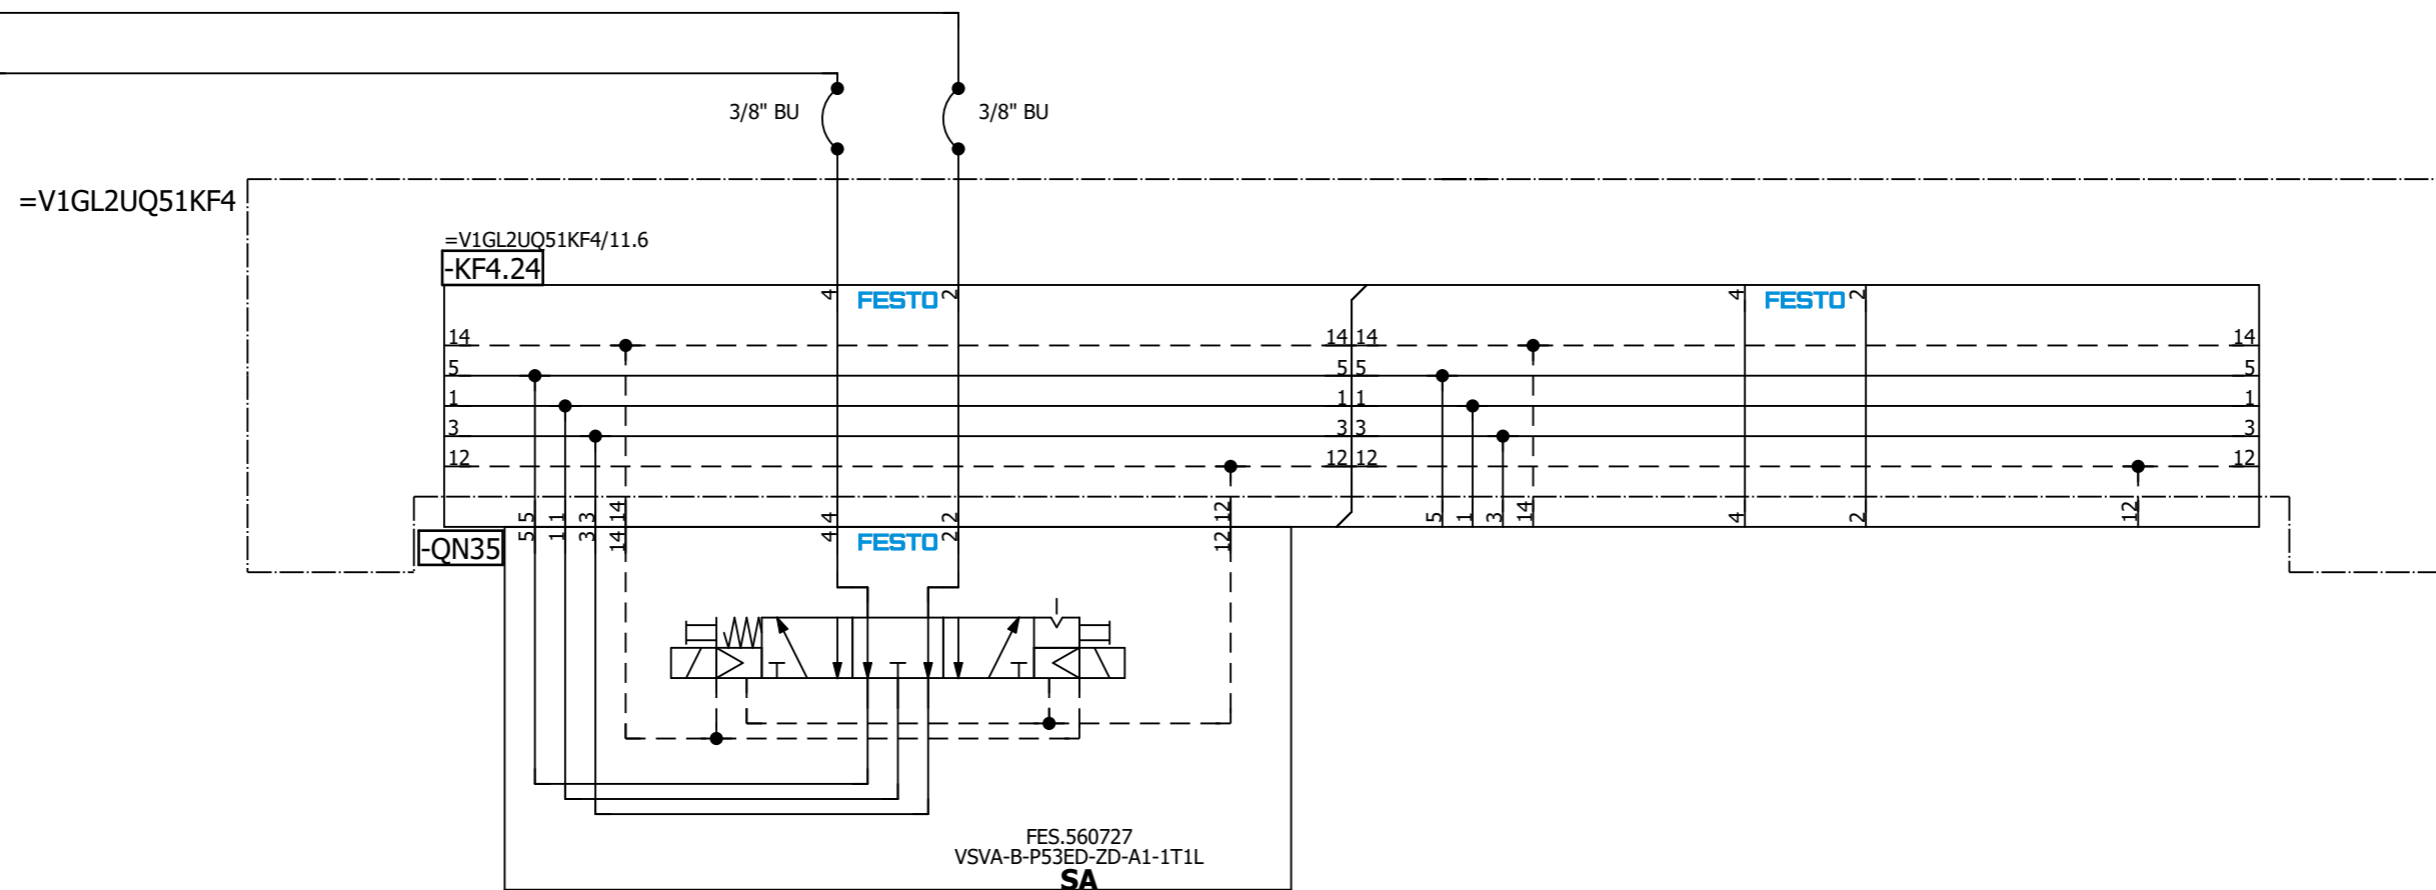 3/8" BU 3/8" BU
=V1GL2UQ51KF4
=V1GL2UQ51KF4/11.6
-KF4.24
4 FESTO 2 4 FESTO 2
14 14 14 14
5 5 5 5
1 1 1 1
3 3 3 3
12 12 12 12
5 1 3 14 4 2 12 5 1 3 14 4 2 12
-QN35
5 1 3 14 4 FESTO 2 12
FES.560727
VSVA-B-P53ED-ZD-A1-1T1L
SA